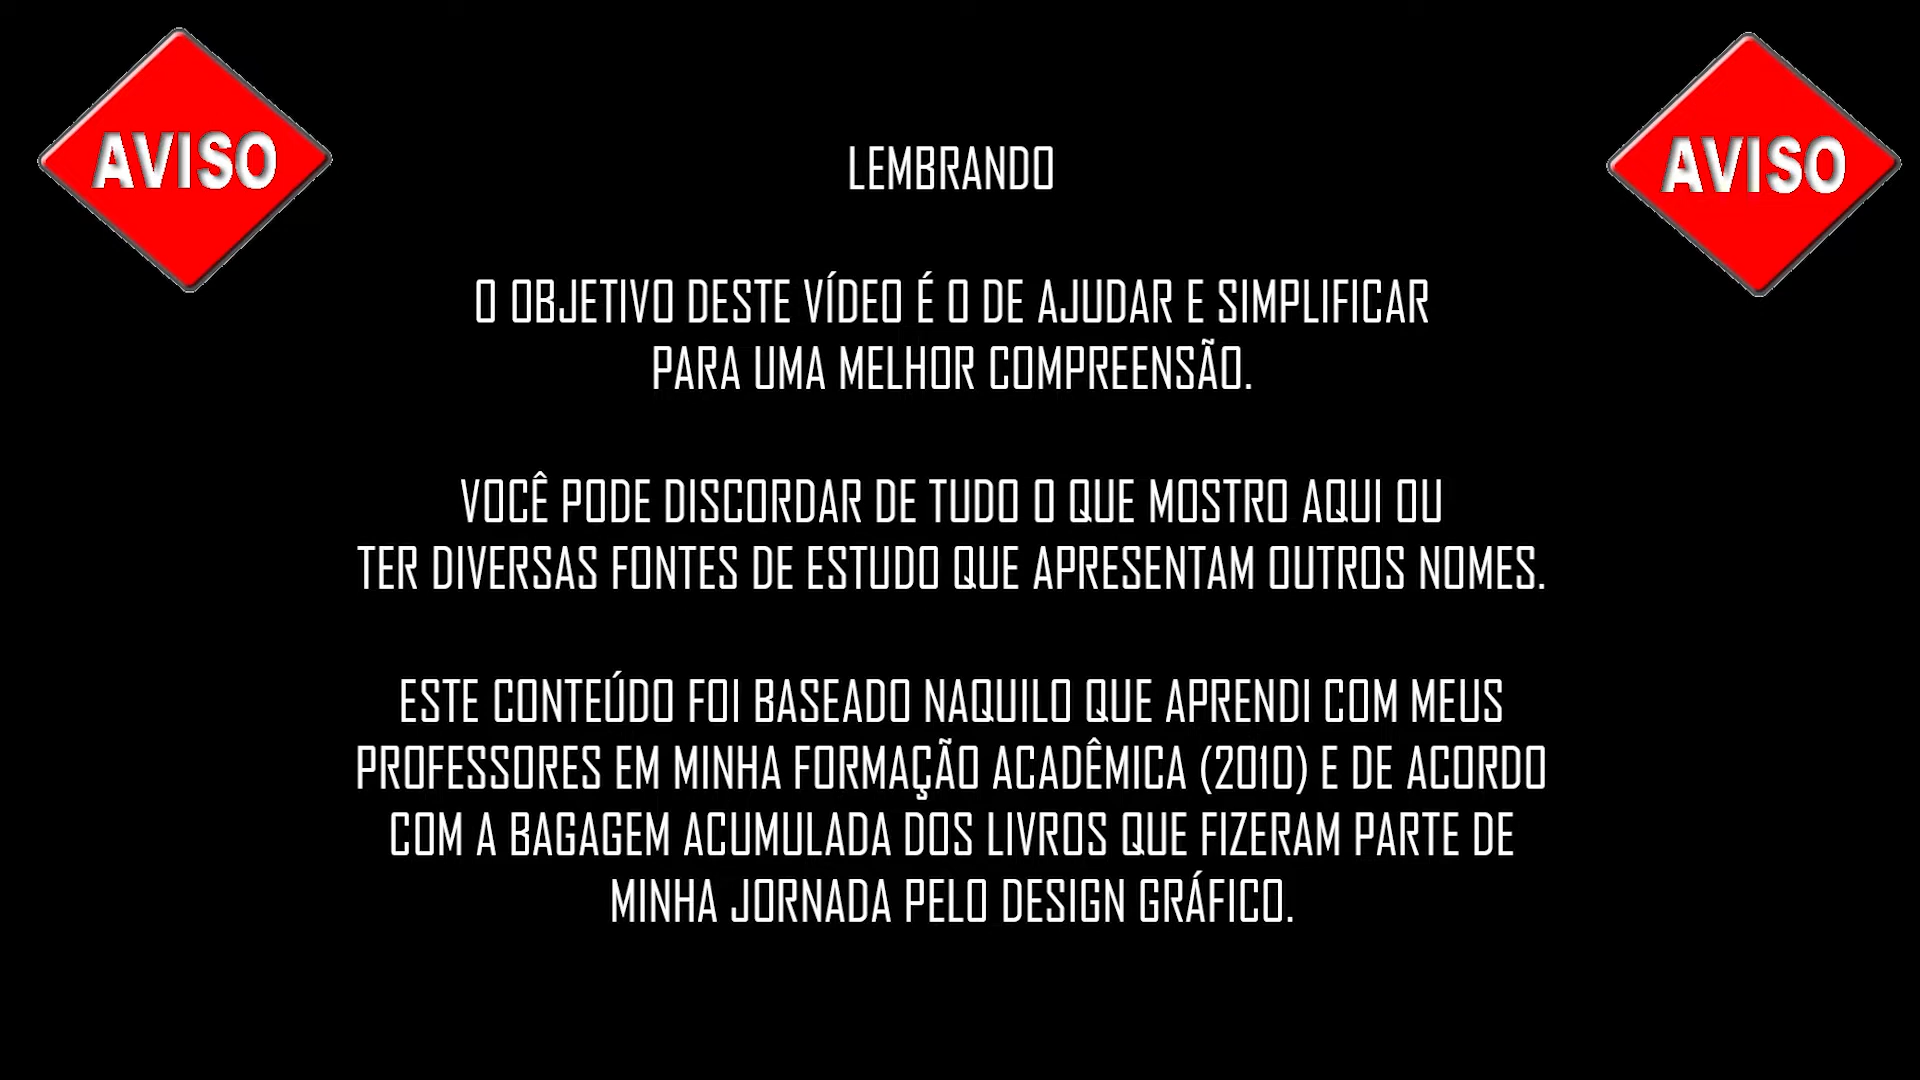 AVISO
AVISO
LEMBRANDO
O OBJETIVO DESTE VÍDEO É O DE AJUDAR E SIMPLIFICAR
PARA UMA MELHOR COMPREENSÃO.
VOCÊ PODE DISCORDAR DE TUDO O QUE MOSTRO AQUI OU
TER DIVERSAS FONTES DE ESTUDO QUE APRESENTAM OUTROS NOMES.
ESTE CONTEÚDO FOI BASEADO NAQUILO QUE APRENDI COM MEUS
PROFESSORES EM MINHA FORMAÇÃO ACADÊMICA (2010) E DE ACORDO
COM A BAGAGEM ACUMULADA DOS LIVROS QUE FIZERAM PARTE DE
MINHA JORNADA PELO DESIGN GRÁFICO.